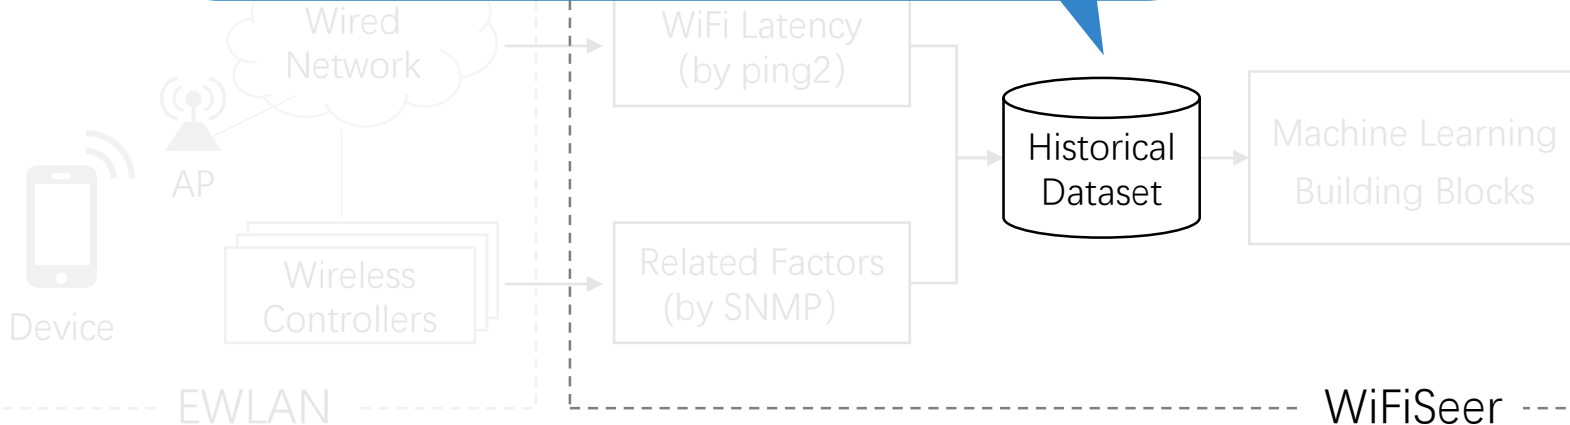 Wired
Network
WiFi Latency
(by ping2)
AP
Historical
Dataset
Machine Learning
Building Blocks
Wireless
Controllers
Related Factors
(by SNMP)
Device
EWLAN
WiFiSeer